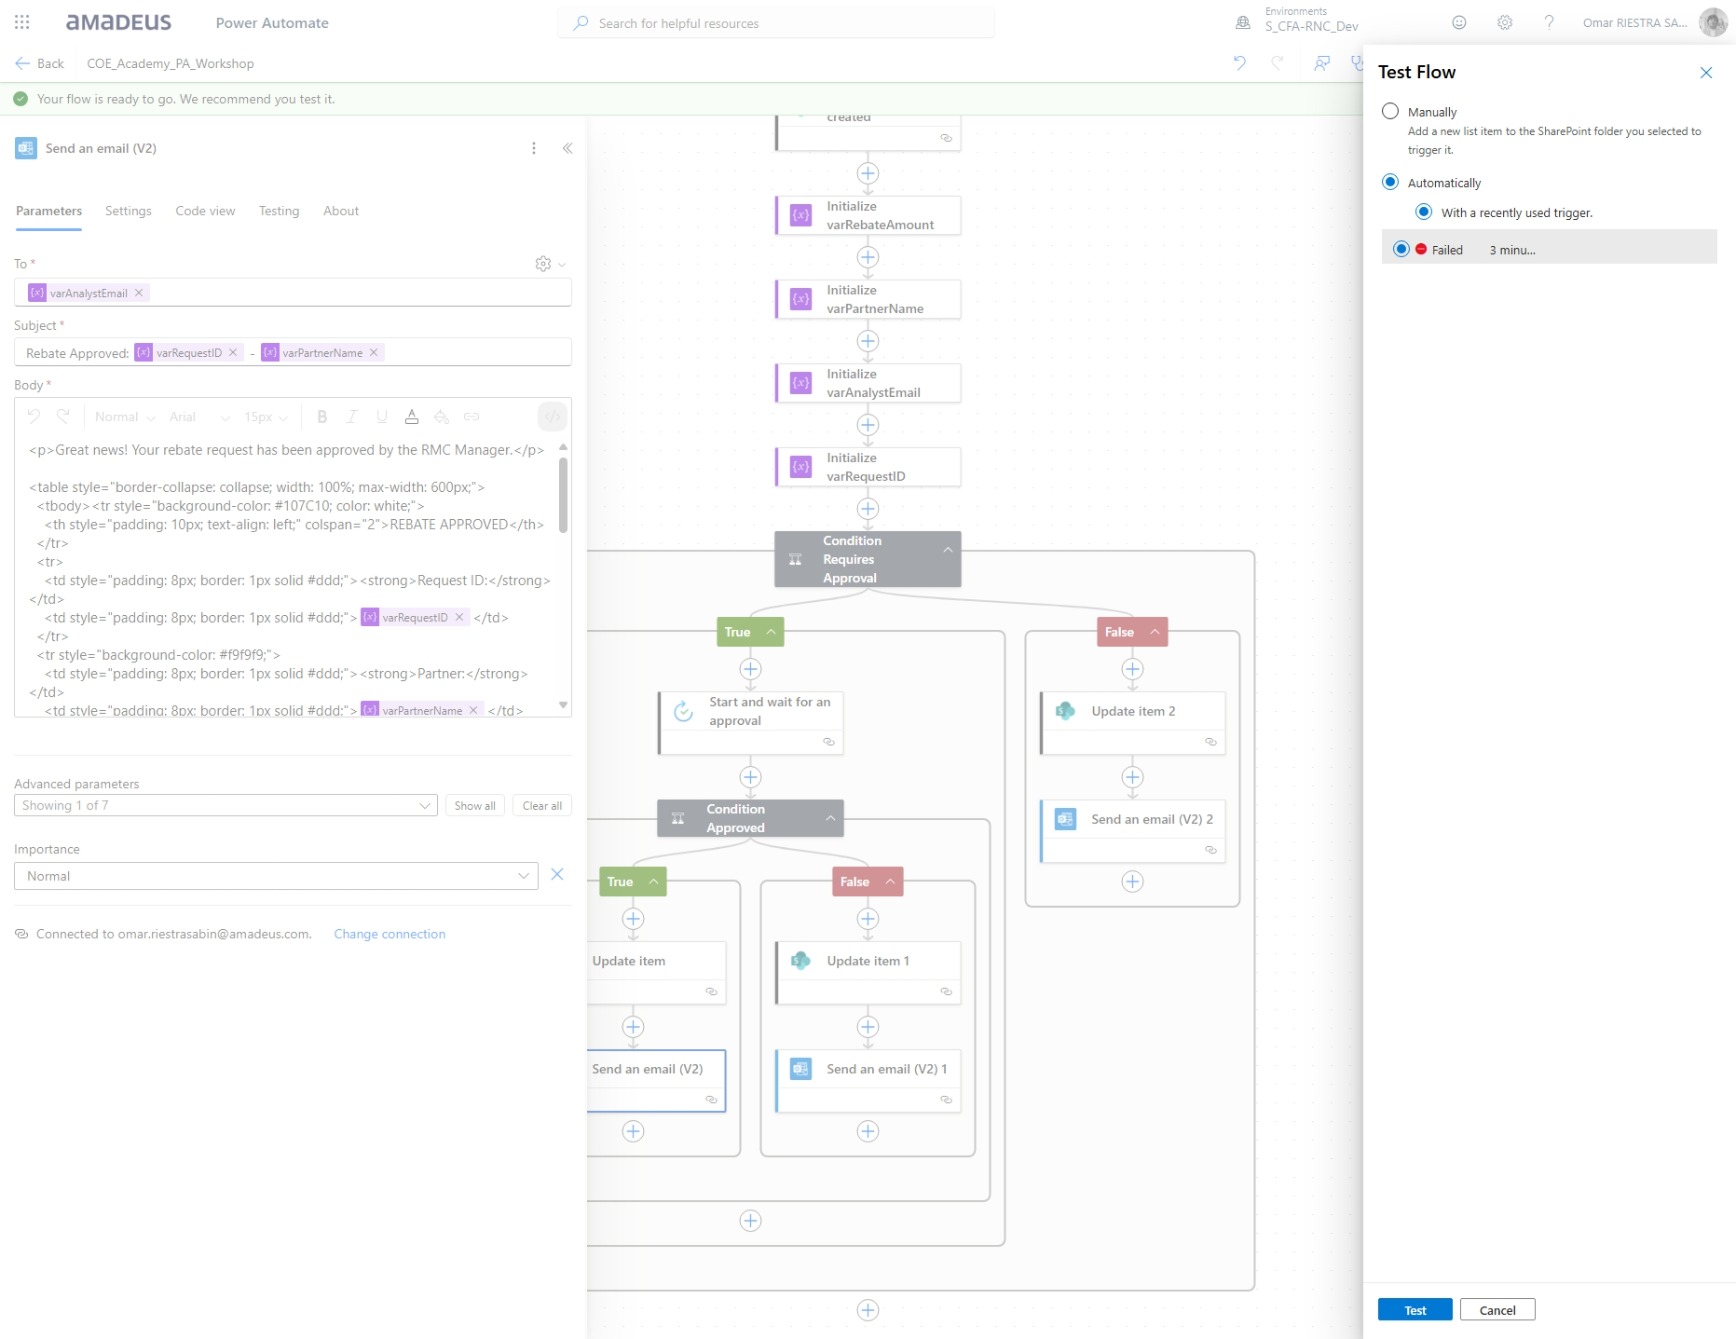 aMaDEUS
Power Automate
Search for helpful resources
Environments
S_CFA-RNC_Dev
Omar RIESTRA SA...
Back
COE_Academy_PA_Workshop
Your flow is ready to go. We recommend you test it.
Send an email (V2)
Parameters Settings Code view Testing About
To *
varAnalystEmail
Subject *
Rebate Approved: varRequestID - varPartnerName
Body *
Normal Arial 15px
<p>Great news! Your rebate request has been approved by the RMC Manager.</p>
<table style="border-collapse: collapse; width: 100%; max-width: 600px;">
<tbody><tr style="background-color: #107C10; color: white;">
<th style="padding: 10px; text-align: left;" colspan="2">REBATE APPROVED</th>
</tr>
<tr>
<td style="padding: 8px; border: 1px solid #ddd;"><strong>Request ID:</strong>
</td>
<td style="padding: 8px; border: 1px solid #ddd;"> varRequestID </td>
</tr>
<tr style="background-color: #f9f9f9;">
<td style="padding: 8px; border: 1px solid #ddd;"><strong>Partner:</strong>
</td>
<td style="padding: 8px; border: 1px solid #ddd;"> varPartnerName </td>
Advanced parameters
Showing 1 of 7
Show all
Clear all
Importance
Normal
Connected to omar.riestrasabin@amadeus.com. Change connection
created
Initialize
varRebateAmount
Initialize
varPartnerName
Initialize
varAnalystEmail
Initialize
varRequestID
Condition
Requires
Approval
True
False
Start and wait for an
approval
Update item 2
Condition
Approved
Send an email (V2) 2
True
False
Update item
Update item 1
Send an email (V2)
Send an email (V2) 1
Test Flow
Manually
Add a new list item to the SharePoint folder you selected to
trigger it.
Automatically
With a recently used trigger.
Failed 3 minu...
Test
Cancel